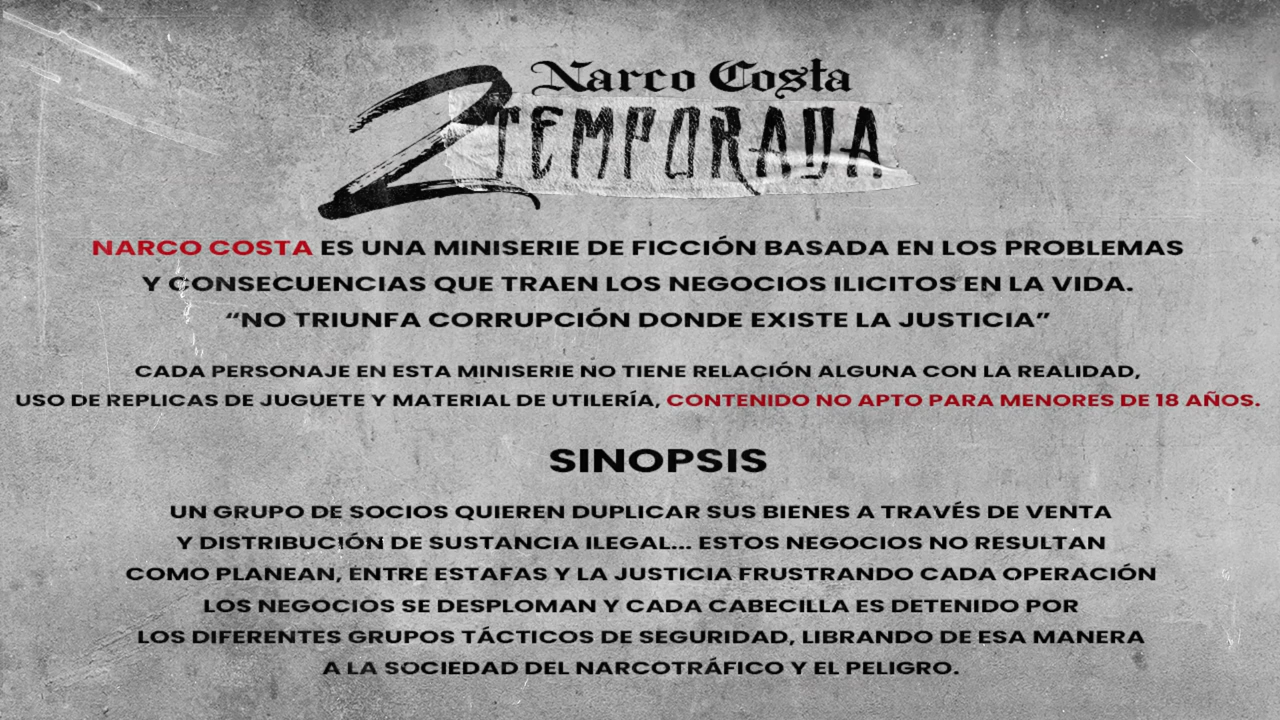 Narco Costa
2 TEMPORADA
NARCO COSTA ES UNA MINISERIE DE FICCIÓN BASADA EN LOS PROBLEMAS
Y CONSECUENCIAS QUE TRAEN LOS NEGOCIOS ILICITOS EN LA VIDA.
“NO TRIUNFA CORRUPCIÓN DONDE EXISTE LA JUSTICIA”
CADA PERSONAJE EN ESTA MINISERIE NO TIENE RELACIÓN ALGUNA CON LA REALIDAD,
USO DE REPLICAS DE JUGUETE Y MATERIAL DE UTILERÍA, CONTENIDO NO APTO PARA MENORES DE 18 AÑOS.
SINOPSIS
UN GRUPO DE SOCIOS QUIEREN DUPLICAR SUS BIENES A TRAVÉS DE VENTA
Y DISTRIBUCIÓN DE SUSTANCIA ILEGAL... ESTOS NEGOCIOS NO RESULTAN
COMO PLANEAN, ENTRE ESTAFAS Y LA JUSTICIA FRUSTRANDO CADA OPERACIÓN
LOS NEGOCIOS SE DESPLOMAN Y CADA CABECILLA ES DETENIDO POR
LOS DIFERENTES GRUPOS TÁCTICOS DE SEGURIDAD, LIBRANDO DE ESA MANERA
A LA SOCIEDAD DEL NARCOTRÁFICO Y EL PELIGRO.